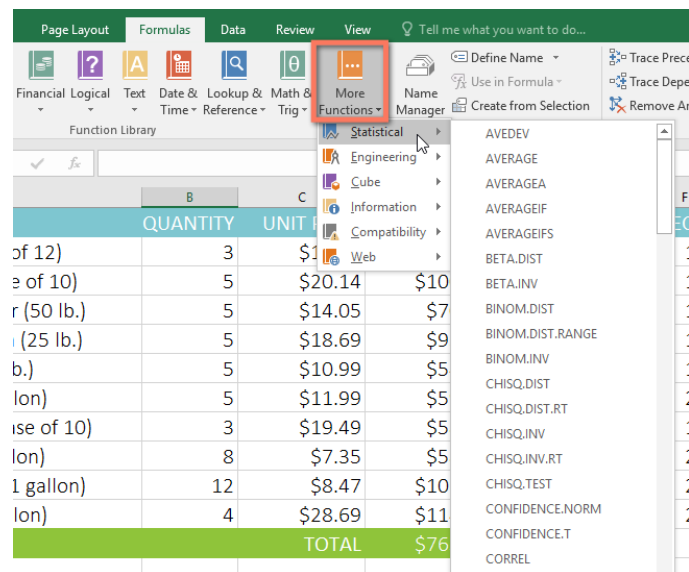 Page Layout Formulas Data Review View Tell me what you want to do...
Financial Logical Text Date & Time Lookup & Reference Math & Trig More Functions Name Manager
Define Name
Use in Formula
Create from Selection
Trace Prece
Trace Depe
Remove Ar
Function Library
fx
Statistical
Engineering
Cube
Information
Compatibility
Web
AVEDEV
AVERAGE
AVERAGEA
AVERAGEIF
AVERAGEIFS
BETA.DIST
BETA.INV
BINOM.DIST
BINOM.DIST.RANGE
BINOM.INV
CHISQ.DIST
CHISQ.DIST.RT
CHISQ.INV
CHISQ.INV.RT
CHISQ.TEST
CONFIDENCE.NORM
CONFIDENCE.T
CORREL
B C F
QUANTITY UNIT
of 12) 3 $1
e of 10) 5 $20.14 $10
r (50 lb.) 5 $14.05 $7
(25 lb.) 5 $18.69 $9
b.) 5 $10.99 $5
lon) 5 $11.99 $5
ase of 10) 3 $19.49 $5
lon) 8 $7.35 $5
1 gallon) 12 $8.47 $10
lon) 4 $28.69 $11
TOTAL $76